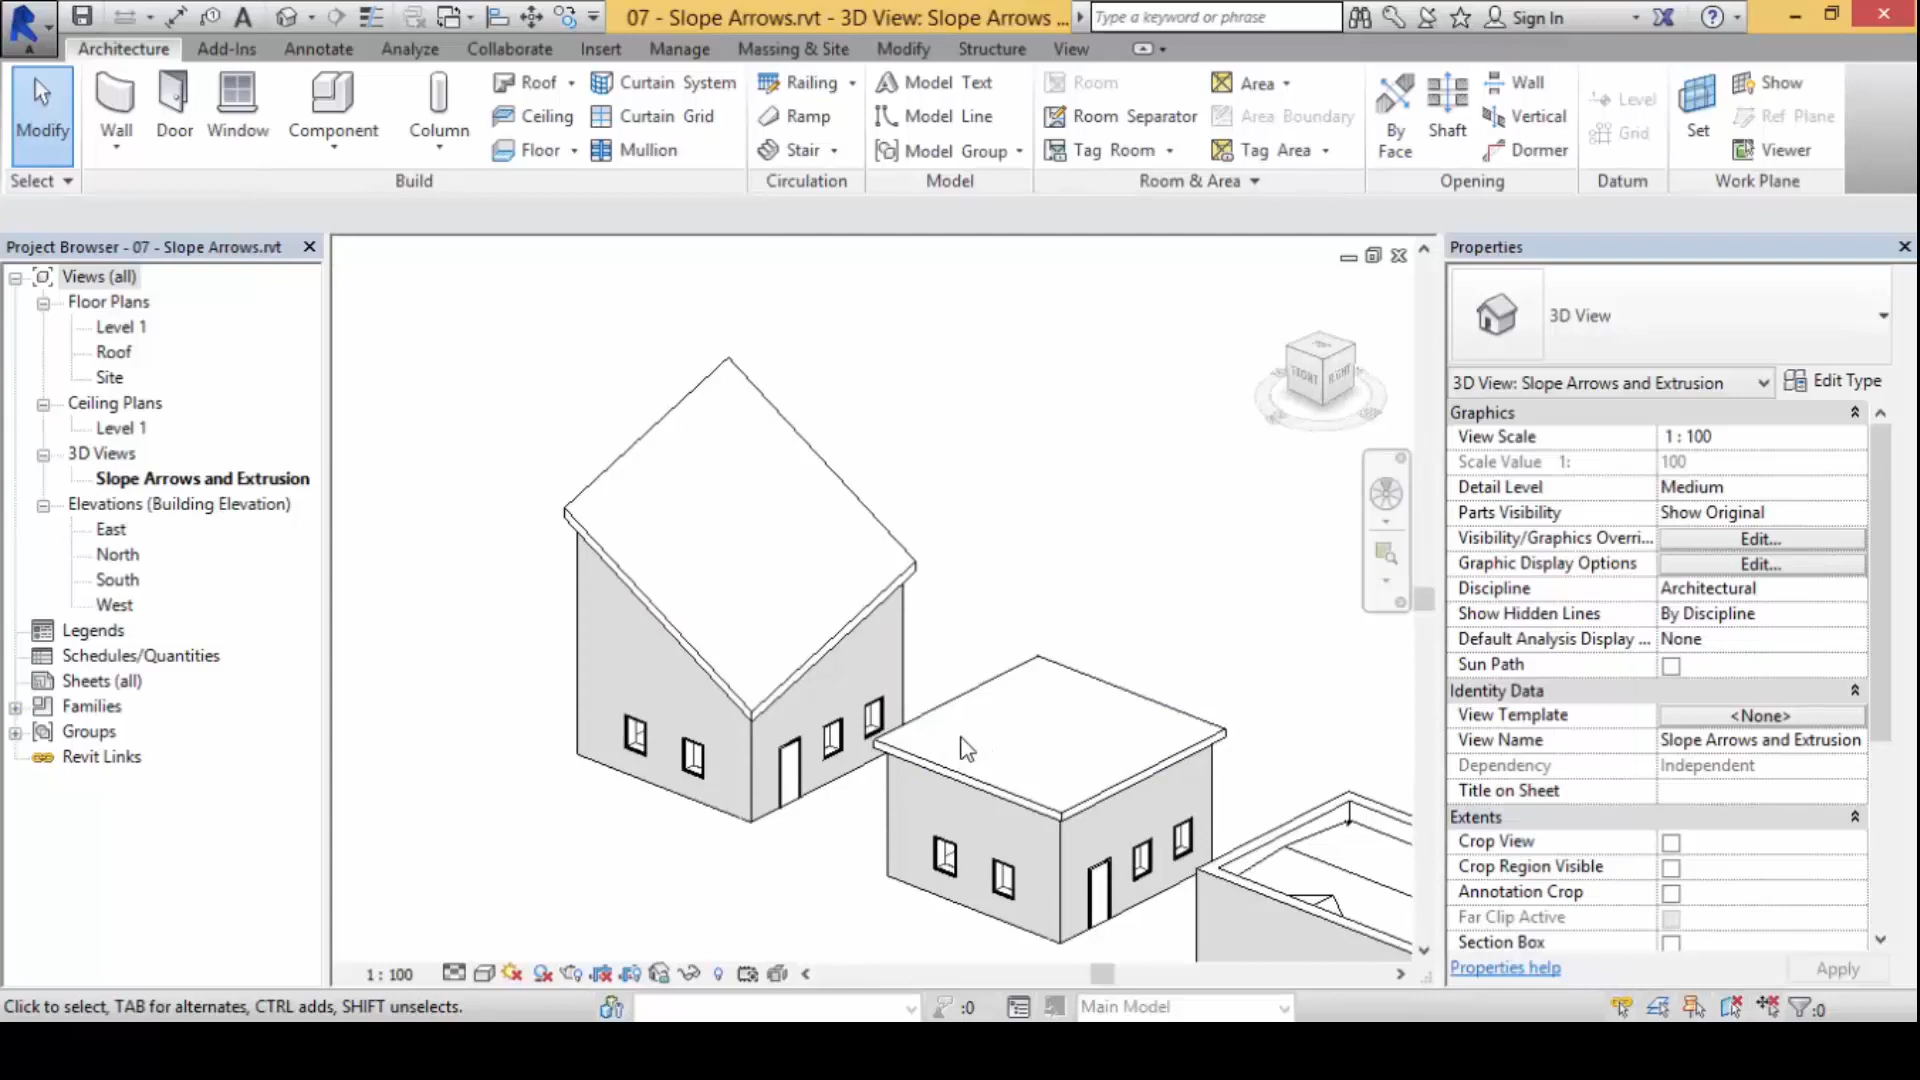 07 - Slope Arrows.rvt - 3D View: Slope Arrows ...
Type a keyword or phrase
Sign In
Architecture Add-Ins Annotate Analyze Collaborate Insert Manage Massing & Site Modify Structure View
Modify
Select
Wall
Door
Window
Component
Column
Roof
Ceiling
Floor
Curtain System
Curtain Grid
Mullion
Build
Railing
Ramp
Stair
Circulation
Model Text
Model Line
Model Group
Model
Room
Room Separator
Tag Room
Area
Area Boundary
Tag Area
Room & Area
By Face
Shaft
Wall
Vertical
Dormer
Opening
Level
Grid
Datum
Set
Show
Ref Plane
Viewer
Work Plane
Project Browser - 07 - Slope Arrows.rvt
Views (all)
Floor Plans
Level 1
Roof
Site
Ceiling Plans
Level 1
3D Views
Slope Arrows and Extrusion
Elevations (Building Elevation)
East
North
South
West
Legends
Schedules/Quantities
Sheets (all)
Families
Groups
Revit Links
TOP
FRONT
RIGHT
Properties
3D View
3D View: Slope Arrows and Extrusion
Edit Type
Graphics
View Scale 1 : 100
Scale Value 1: 100
Detail Level Medium
Parts Visibility Show Original
Visibility/Graphics Overri... Edit...
Graphic Display Options Edit...
Discipline Architectural
Show Hidden Lines By Discipline
Default Analysis Display ... None
Sun Path
Identity Data
View Template <None>
View Name Slope Arrows and Extrusion
Dependency Independent
Title on Sheet
Extents
Crop View
Crop Region Visible
Annotation Crop
Far Clip Active
Section Box
Properties help
Apply
1 : 100
Click to select, TAB for alternates, CTRL adds, SHIFT unselects.
:0
Main Model
:0